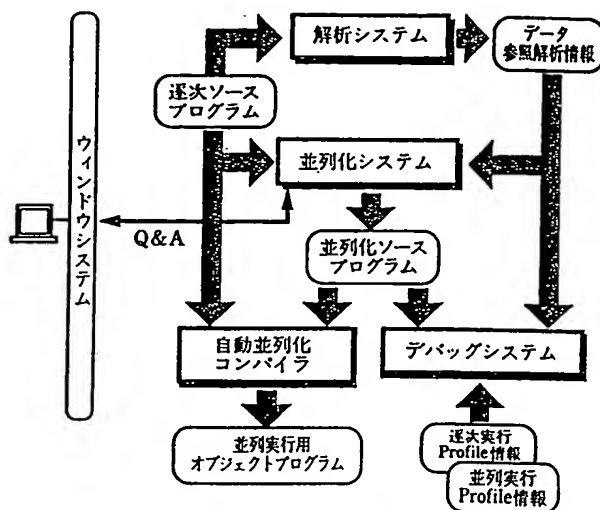 解析システム
データ
参照解析情報
逐次ソース
プログラム
並列化システム
ウィンドウシステム
Q&A
並列化ソース
プログラム
自動並列化
コンパイラ
デバッグシステム
並列実行用
オブジェクトプログラム
逐次実行
Profile情報
並列実行
Profile情報